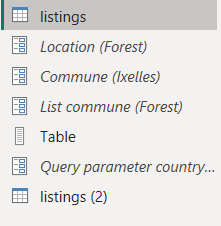 listings
Location (Forest)
Commune (Ixelles)
List commune (Forest)
Table
Query parameter country...
listings (2)